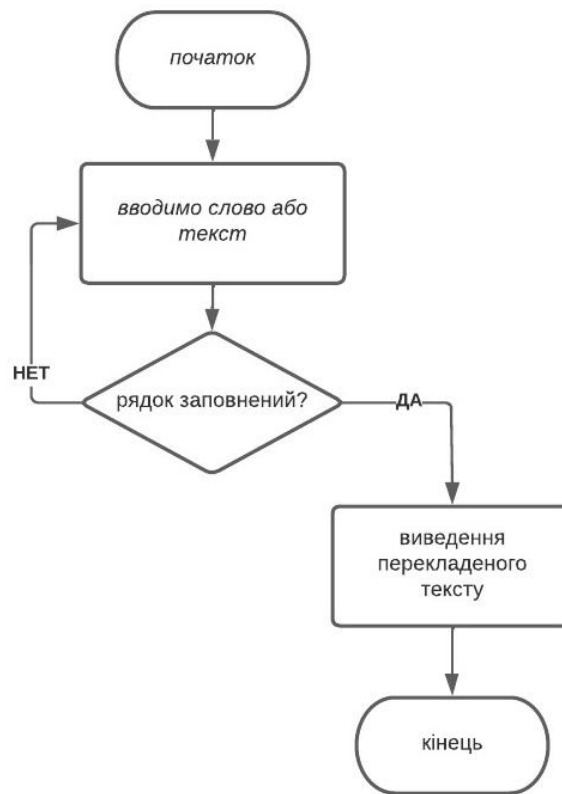 початок
вводимо слово або
текст
НЕТ
рядок заповнений?
ДА
виведення
перекладеного
тексту
кінець